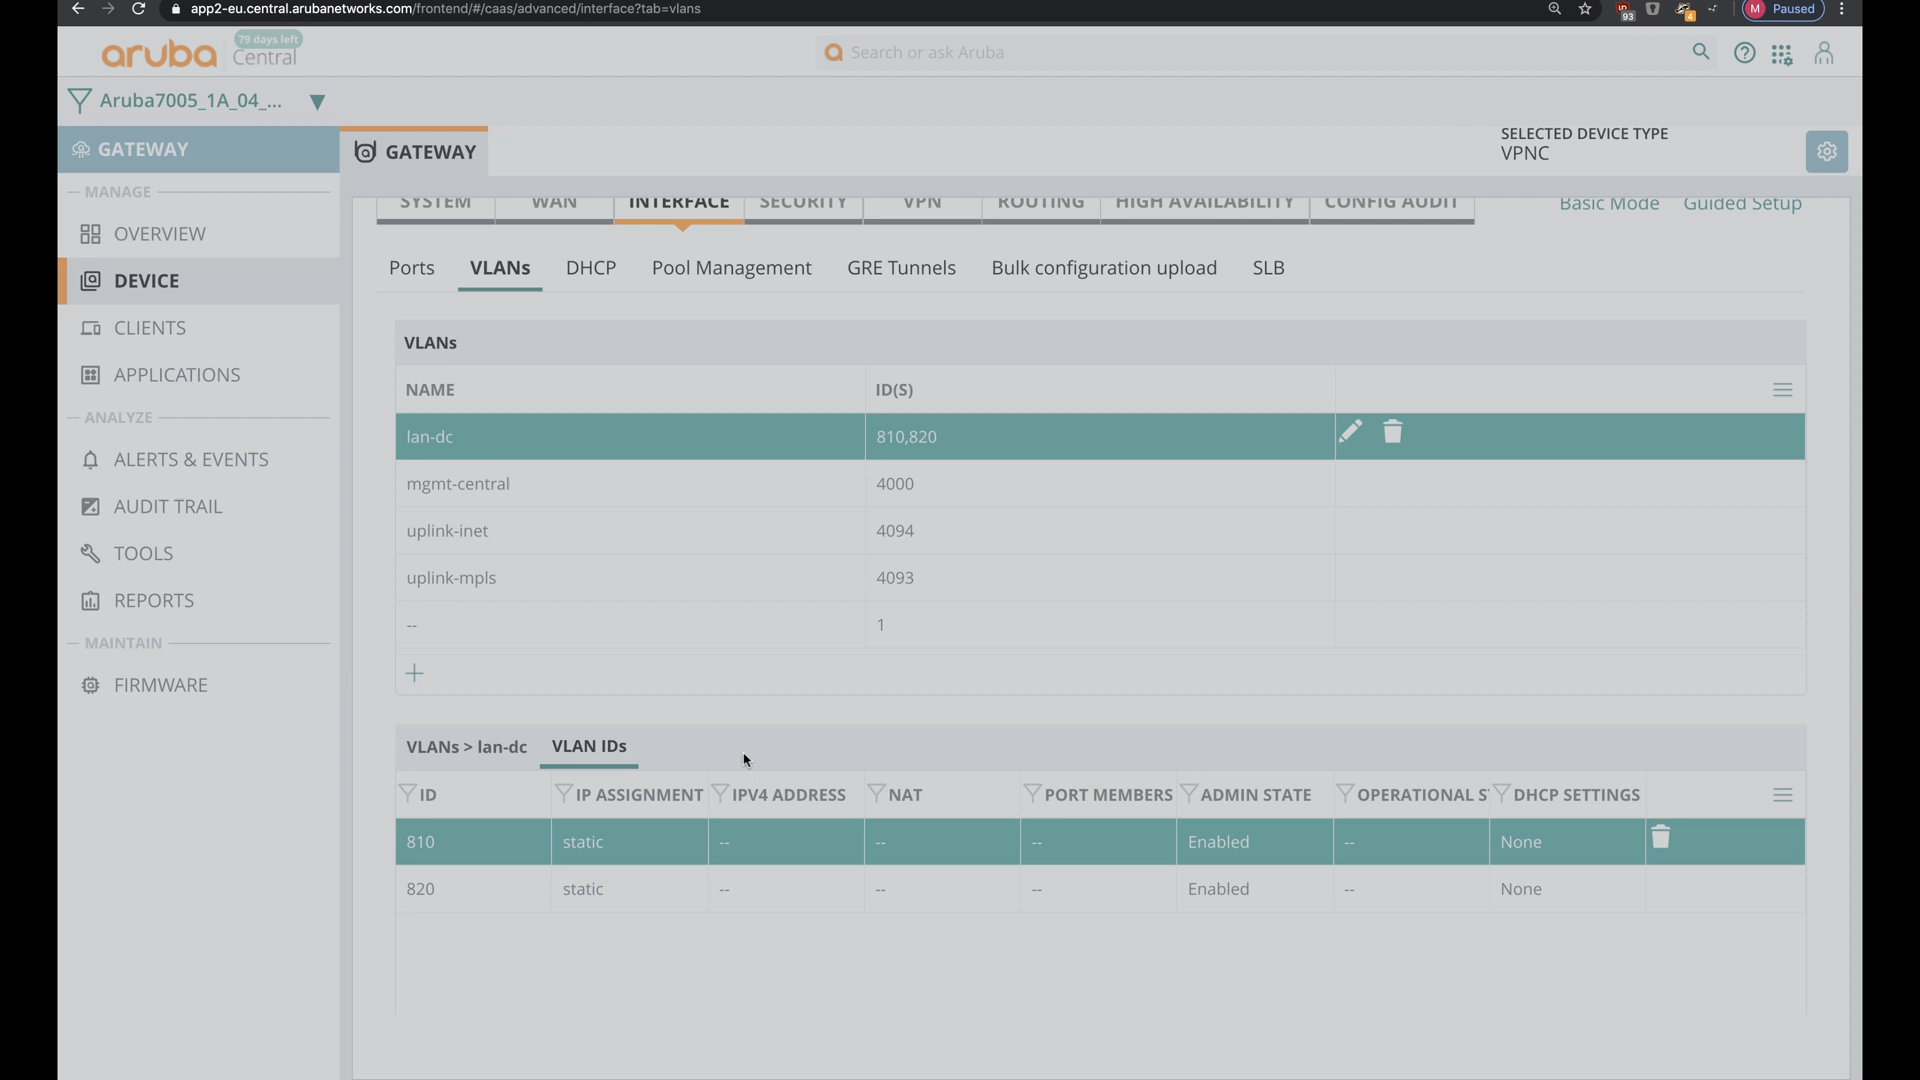 app2-eu.central.arubanetworks.com/frontend/#/caas/advanced/interface?tab=vlans
93
4
M Paused
aruba Central
79 days left
Search or ask Aruba
Aruba7005_1A_04_...
GATEWAY
MANAGE
OVERVIEW
DEVICE
CLIENTS
APPLICATIONS
ANALYZE
ALERTS & EVENTS
AUDIT TRAIL
TOOLS
REPORTS
MAINTAIN
FIRMWARE
GATEWAY
SELECTED DEVICE TYPE
VPNC
SYSTEM WAN INTERFACE SECURITY VPN ROUTING HIGH AVAILABILITY CONFIG AUDIT Basic Mode Guided Setup
Ports VLANs DHCP Pool Management GRE Tunnels Bulk configuration upload SLB
VLANs
NAME ID(S)
lan-dc 810,820
mgmt-central 4000
uplink-inet 4094
uplink-mpls 4093
-- 1
+
VLANs > lan-dc VLAN IDs
ID IP ASSIGNMENT IPV4 ADDRESS NAT PORT MEMBERS ADMIN STATE OPERATIONAL S DHCP SETTINGS
810 static -- -- -- Enabled -- None
820 static -- -- -- Enabled -- None